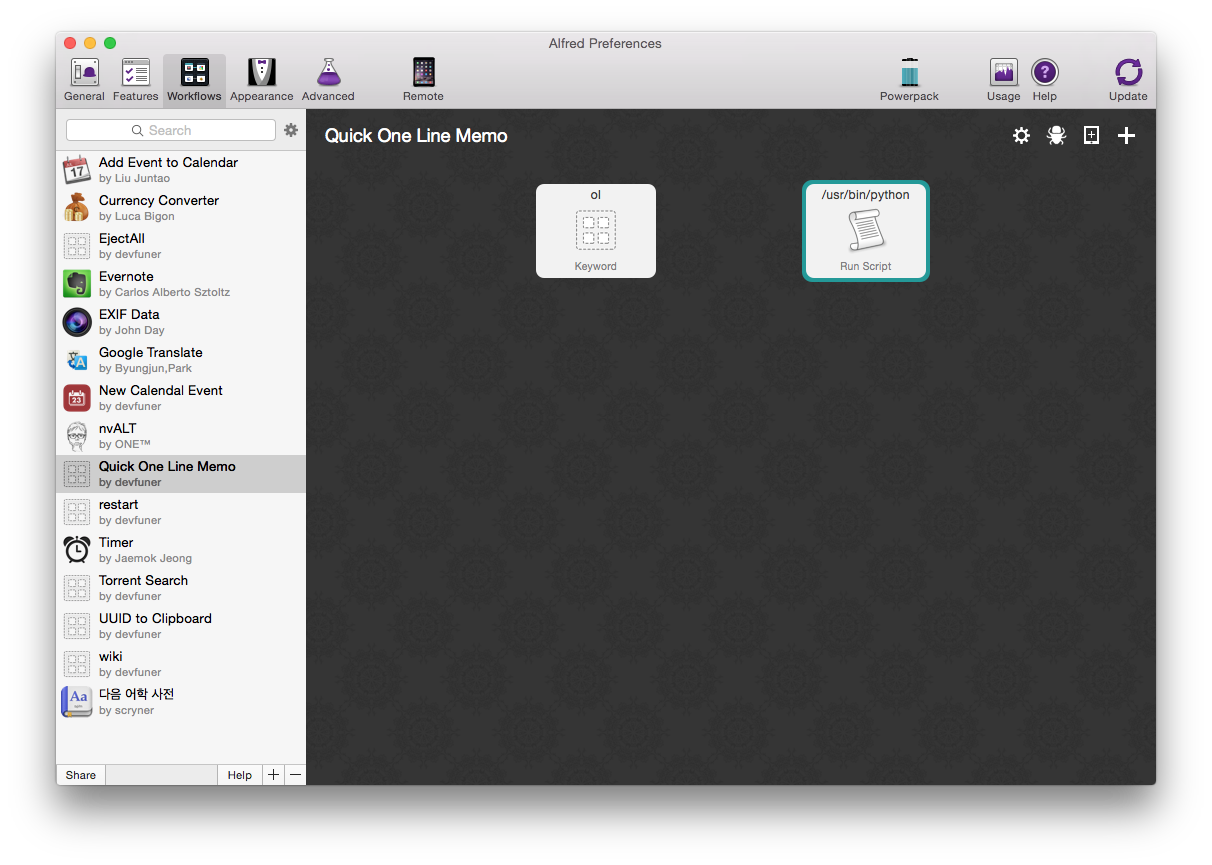 Alfred Preferences
General
Features
Workflows
Appearance
Advanced
Remote
Powerpack
Usage
Help
Update
Search
Add Event to Calendar
by Liu Juntao
Currency Converter
by Luca Bigon
EjectAll
by devfuner
Evernote
by Carlos Alberto Sztoltz
EXIF Data
by John Day
Google Translate
by Byungjun,Park
New Calendal Event
by devfuner
nvALT
by ONE™
Quick One Line Memo
by devfuner
restart
by devfuner
Timer
by Jaemok Jeong
Torrent Search
by devfuner
UUID to Clipboard
by devfuner
wiki
by devfuner
다음 어학 사전
by scryner
Share
Help
Quick One Line Memo
ol
Keyword
/usr/bin/python
Run Script
17
23
Aa